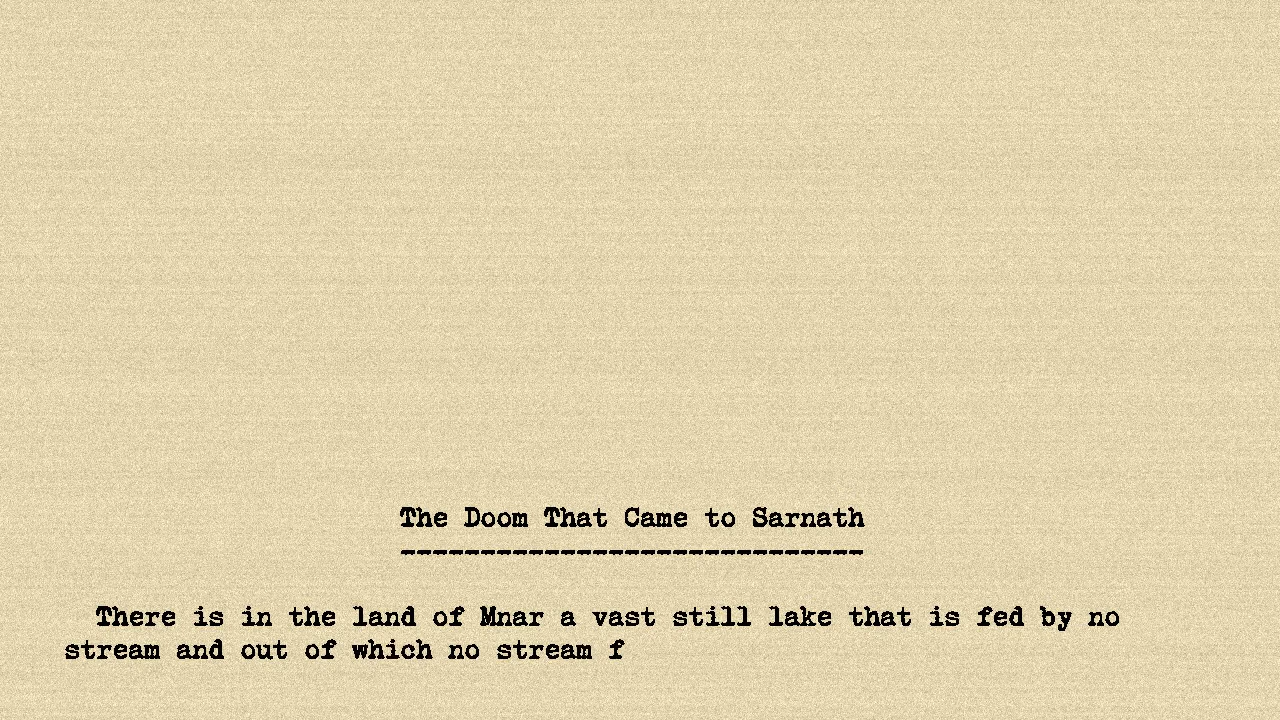 The Doom That Came to Sarnath
-----------------------------
There is in the land of Mnar a vast still lake that is fed by no
stream and out of which no stream f